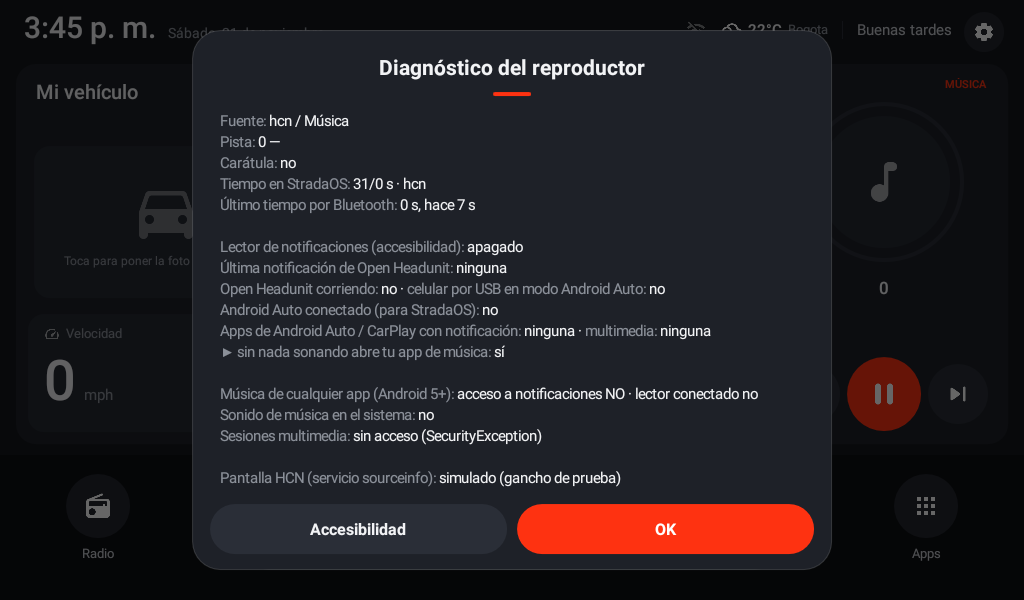 3:45 p. m.
22°C Bogota
Buenas tardes
Mi vehículo
MÚSICA
Toca para poner la foto
Velocidad
0 mph
0
Radio
Apps
Diagnóstico del reproductor
Fuente: hcn / Música
Pista: 0 —
Carátula: no
Tiempo en StradaOS: 31/0 s · hcn
Último tiempo por Bluetooth: 0 s, hace 7 s
Lector de notificaciones (accesibilidad): apagado
Última notificación de Open Headunit: ninguna
Open Headunit corriendo: no · celular por USB en modo Android Auto: no
Android Auto conectado (para StradaOS): no
Apps de Android Auto / CarPlay con notificación: ninguna · multimedia: ninguna
► sin nada sonando abre tu app de música: sí
Música de cualquier app (Android 5+): acceso a notificaciones NO · lector conectado no
Sonido de música en el sistema: no
Sesiones multimedia: sin acceso (SecurityException)
Pantalla HCN (servicio sourceinfo): simulado (gancho de prueba)
Accesibilidad
OK